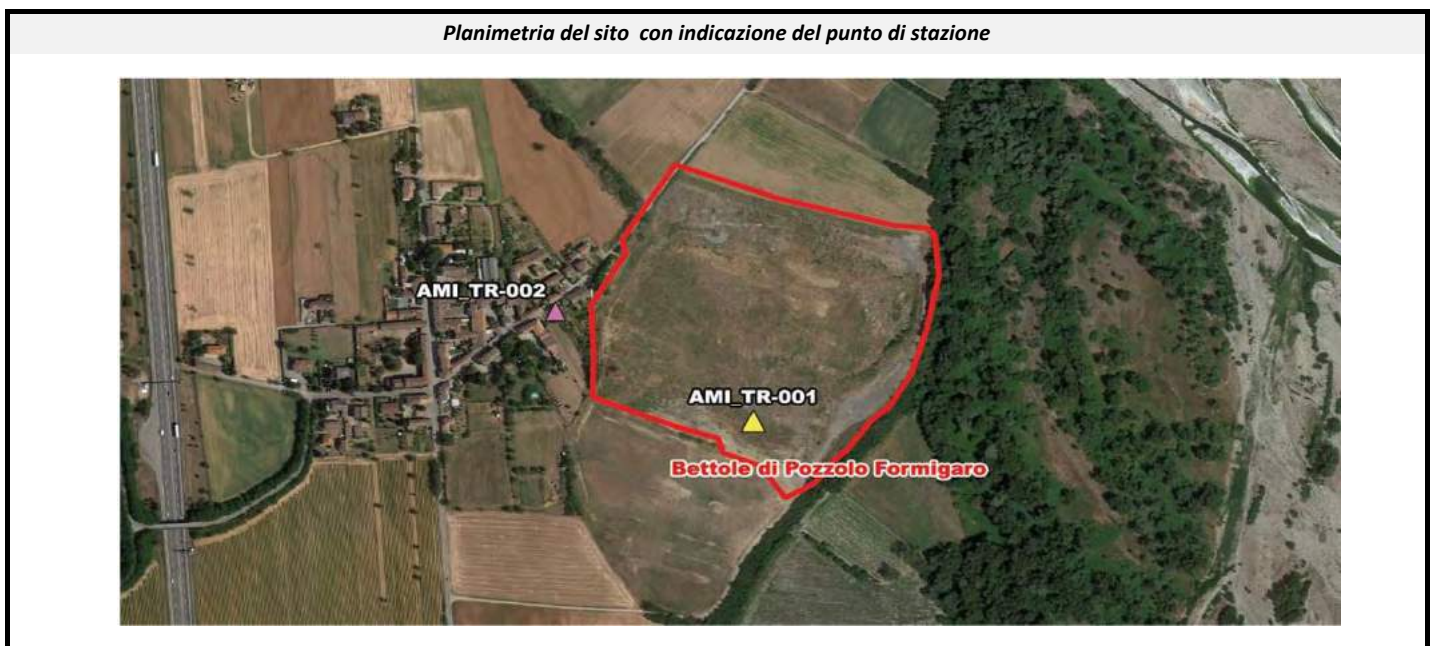 Planimetria del sito con indicazione del punto di stazione
AMI_TR-002
AMI_TR-001
Bettole di Pozzolo Formigaro